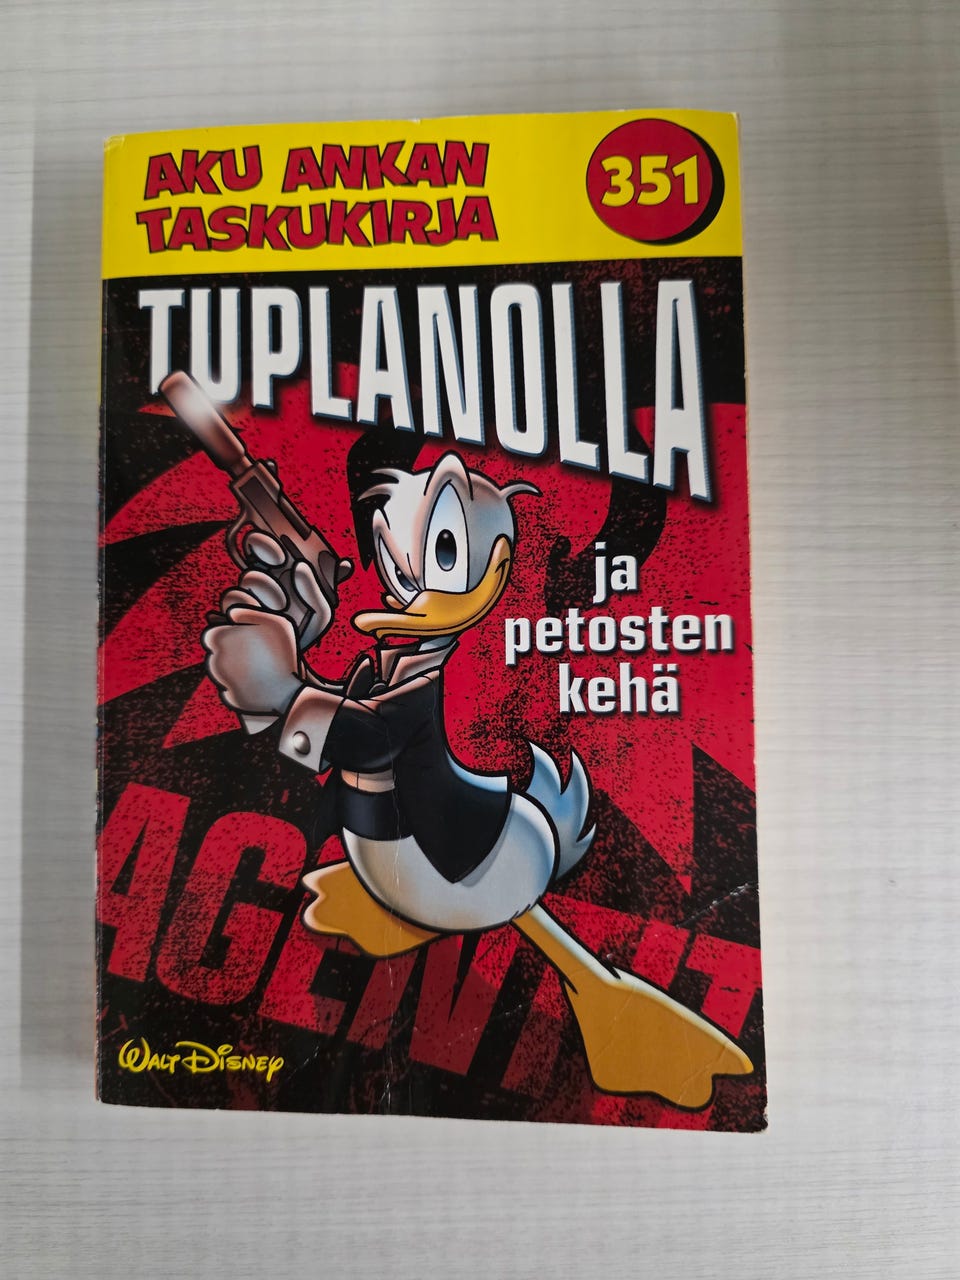 AKU ANKAN
TASKUKIRJA
351
TUPLANOLLA
ja
petosten
kehä
WALT DISNEY